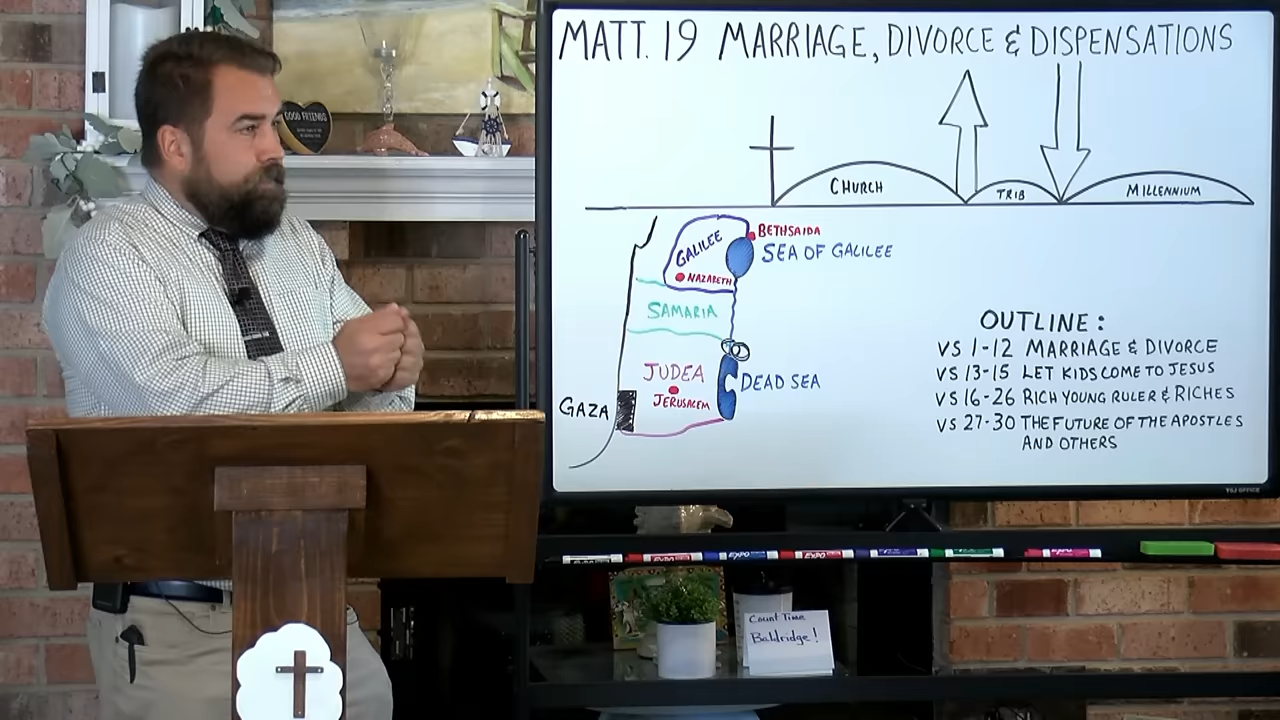 MATT. 19 MARRIAGE, DIVORCE & DISPENSATIONS
CHURCH
TRIB
MILLENNIUM
GALILEE
BETHSAIDA
SEA OF GALILEE
NAZARETH
SAMARIA
JUDEA
JERUSALEM
DEAD SEA
GAZA
OUTLINE:
VS 1-12 MARRIAGE & DIVORCE
VS 13-15 LET KIDS COME TO JESUS
VS 16-26 RICH YOUNG RULER & RICHES
VS 27-30 THE FUTURE OF THE APOSTLES
AND OTHERS
GOOD FRIENDS
EXPO
EXPO
Count Time
Baldridge!